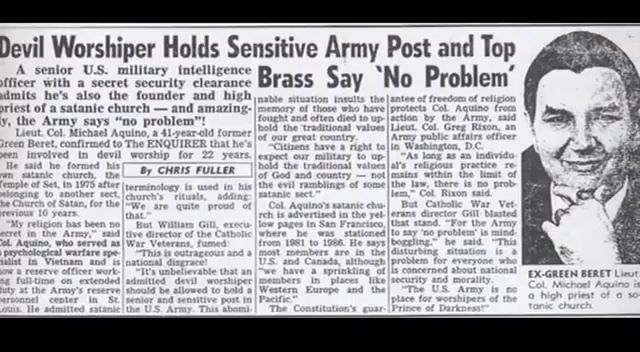 Devil Worshiper Holds Sensitive Army Post and Top
Brass Say 'No Problem'
A senior U.S. military intelligence
officer with a secret security clearance
admits he's also the founder and high
priest of a satanic church — and amazing-
ly, the Army says "no problem"!
Lieut. Col. Michael Aquino, a 41-year-old former
Green Beret, confirmed to The ENQUIRER that he's
been involved in devil worship for 22 years.
He said he formed his
own satanic church, the
Temple of Set, in 1975 after
belonging to another sect,
the Church of Satan, for the
previous 10 years.
"My religion has been no
secret in the Army," said
Col. Aquino, who served as
a psychological warfare spe-
cialist in Vietnam and is
now a reserve officer work-
ing full-time on extended
duty at the Army's reserve
personnel center in St.
Louis. He admitted satanic
By CHRIS FULLER
terminology is used in his
church's rituals, adding:
"We are quite proud of
that."
But William Gill, execu-
tive director of the Catholic
War Veterans, fumed:
"This is outrageous and a
national disgrace!
"It's unbelievable that an
admitted devil worshiper
should be allowed to hold a
senior and sensitive post in
the U.S. Army. This abomi-
nable situation insults the
memory of those who have
fought and often died to up-
hold the traditional values
of our great country.
"Citizens have a right to
expect our military to up-
hold the traditional values
of God and country — not
the evil ramblings of some
satanic sect."
Col. Aquino's satanic chu-
rch is advertised in the yel-
low pages in San Francisco,
where he was stationed
from 1981 to 1986. He says
most members are in the
U.S. and Canada, although
"we have a sprinkling of
members in places like
Western Europe and the
Pacific."
The Constitution's guar-
antee of freedom of religion
protects Col. Aquino from
action by the Army, said
Lieut. Col. Greg Rixon, an
Army public affairs officer
in Washington, D.C.
"As long as an individu-
al's religious practice re-
mains within the limit of
the law, there is no prob-
lem," Col. Rixon said.
But Catholic War Vet-
erans director Gill blasted
that stand. "For the Army
to say 'no problem' is mind-
boggling," he said. "This
disturbing situation is a
problem for everyone who
is concerned about national
security and morality.
"The U.S. Army is no
place for worshipers of the
Prince of Darkness!"
EX-GREEN BERET Lieut.
Col. Michael Aquino is
a high priest of a sa-
tanic church.